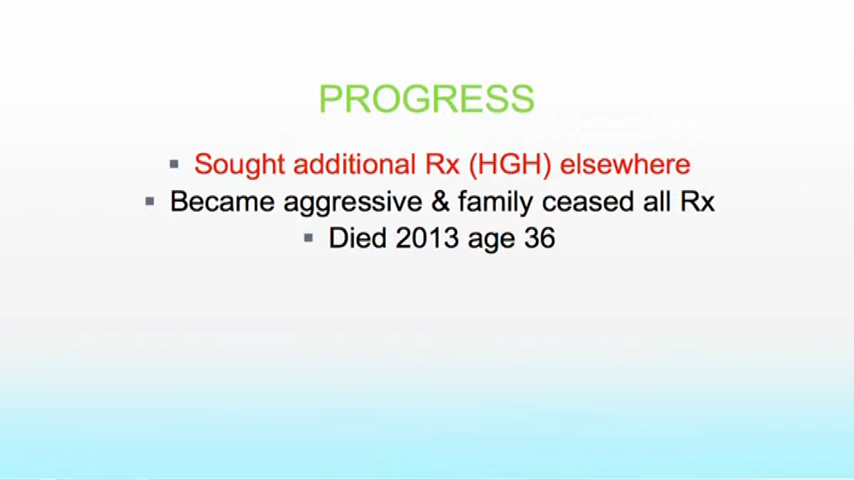 PROGRESS
▪ Sought additional Rx (HGH) elsewhere
▪ Became aggressive & family ceased all Rx
▪ Died 2013 age 36